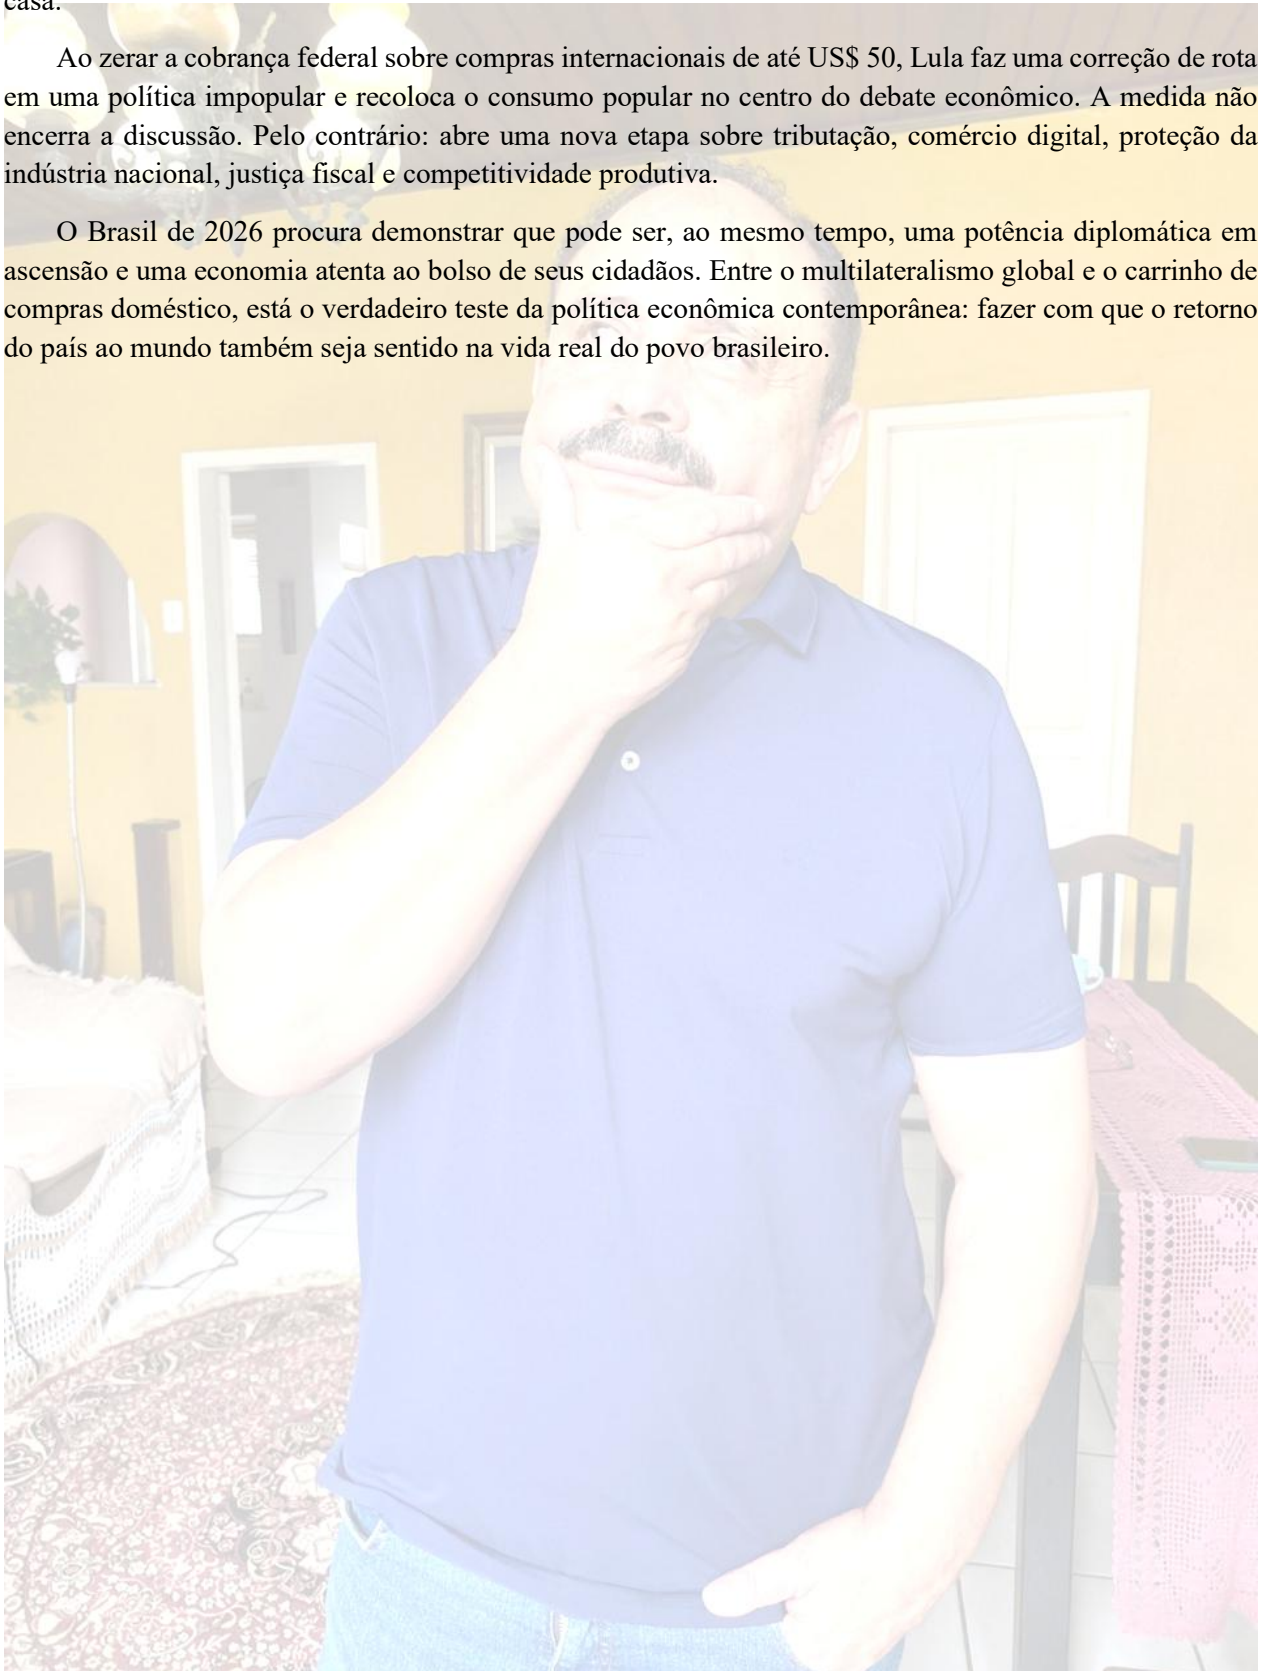 casa.
Ao zerar a cobrança federal sobre compras internacionais de até US$ 50, Lula faz uma correção de rota
em uma política impopular e recoloca o consumo popular no centro do debate econômico. A medida não
encerra a discussão. Pelo contrário: abre uma nova etapa sobre tributação, comércio digital, proteção da
indústria nacional, justiça fiscal e competitividade produtiva.
O Brasil de 2026 procura demonstrar que pode ser, ao mesmo tempo, uma potência diplomática em
ascensão e uma economia atenta ao bolso de seus cidadãos. Entre o multilateralismo global e o carrinho de
compras doméstico, está o verdadeiro teste da política econômica contemporânea: fazer com que o retorno
do país ao mundo também seja sentido na vida real do povo brasileiro.